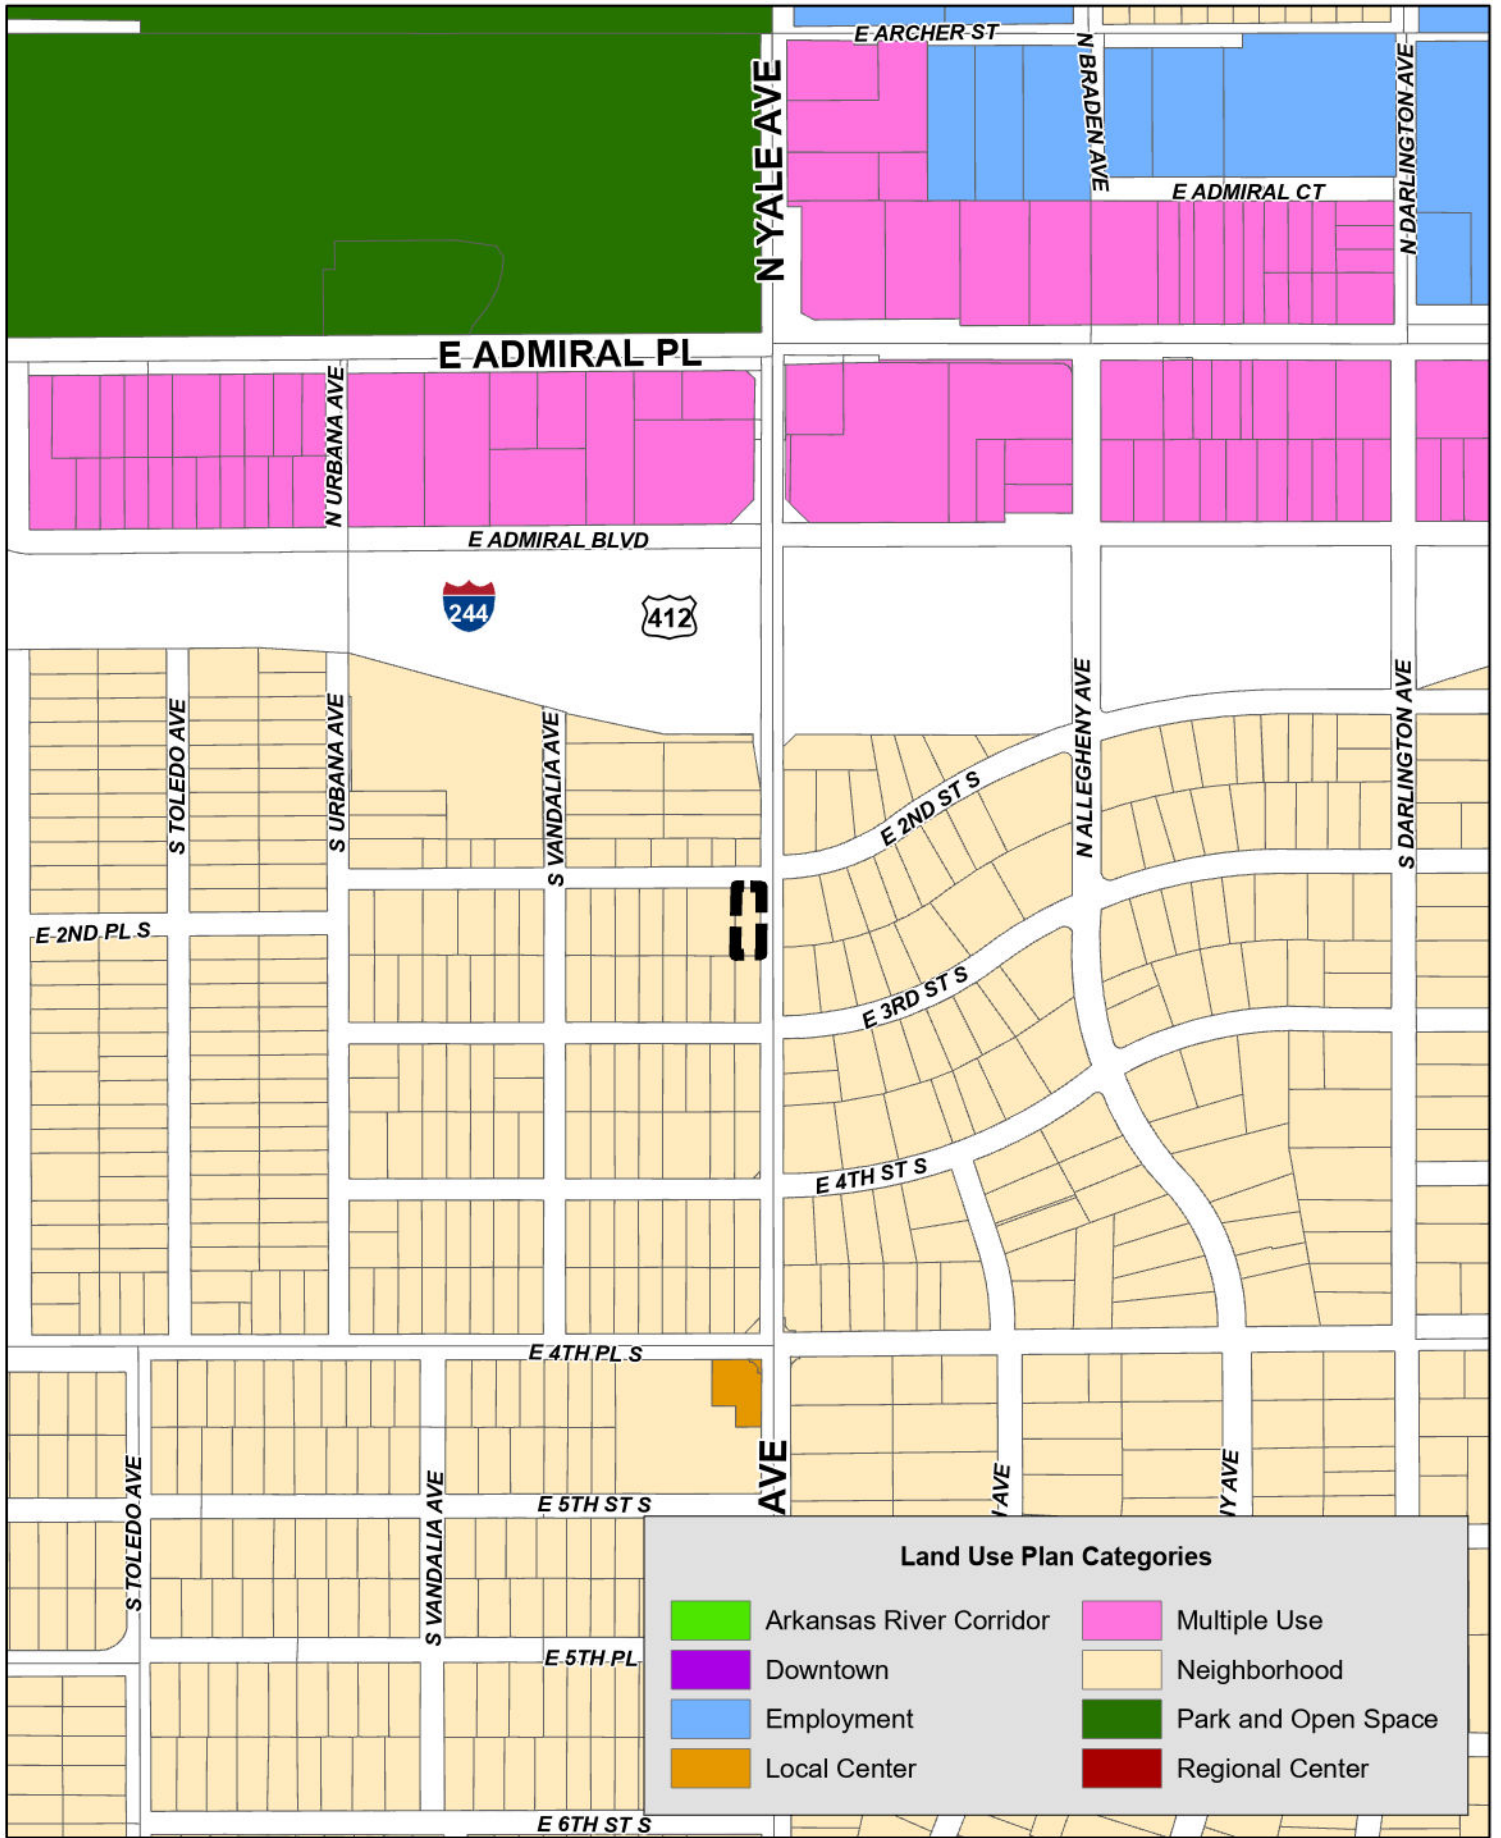 E ARCHER ST
N YALE AVE
N BRADEN AVE
N DARLINGTON AVE
E ADMIRAL CT
E ADMIRAL PL
N URBANA AVE
E ADMIRAL BLVD
244
412
S TOLEDO AVE
S URBANA AVE
S VANDALIA AVE
N ALLEGHENY AVE
S DARLINGTON AVE
E 2ND ST S
E 2ND PL S
E 3RD ST S
E 4TH ST S
E 4TH PL S
AVE
S TOLEDO AVE
S VANDALIA AVE
E 5TH ST S
AVE
NY AVE
E 5TH PL
E 6TH ST S
Land Use Plan Categories
Arkansas River Corridor
Downtown
Employment
Local Center
Multiple Use
Neighborhood
Park and Open Space
Regional Center